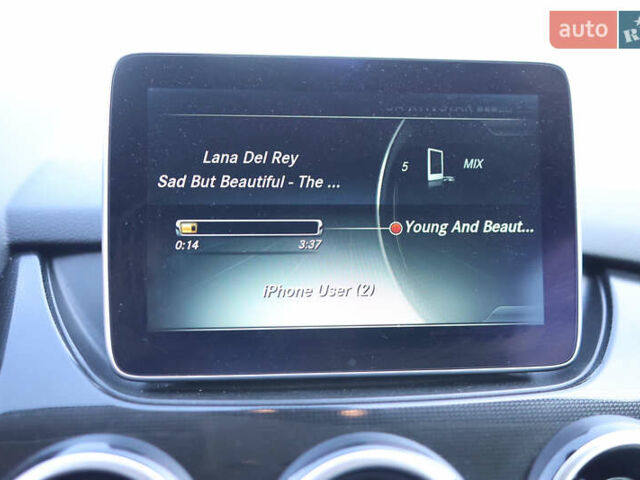 auto
R
Lana Del Rey
Sad But Beautiful - The ...
5
MIX
0:14
3:37
Young And Beaut...
iPhone User (2)